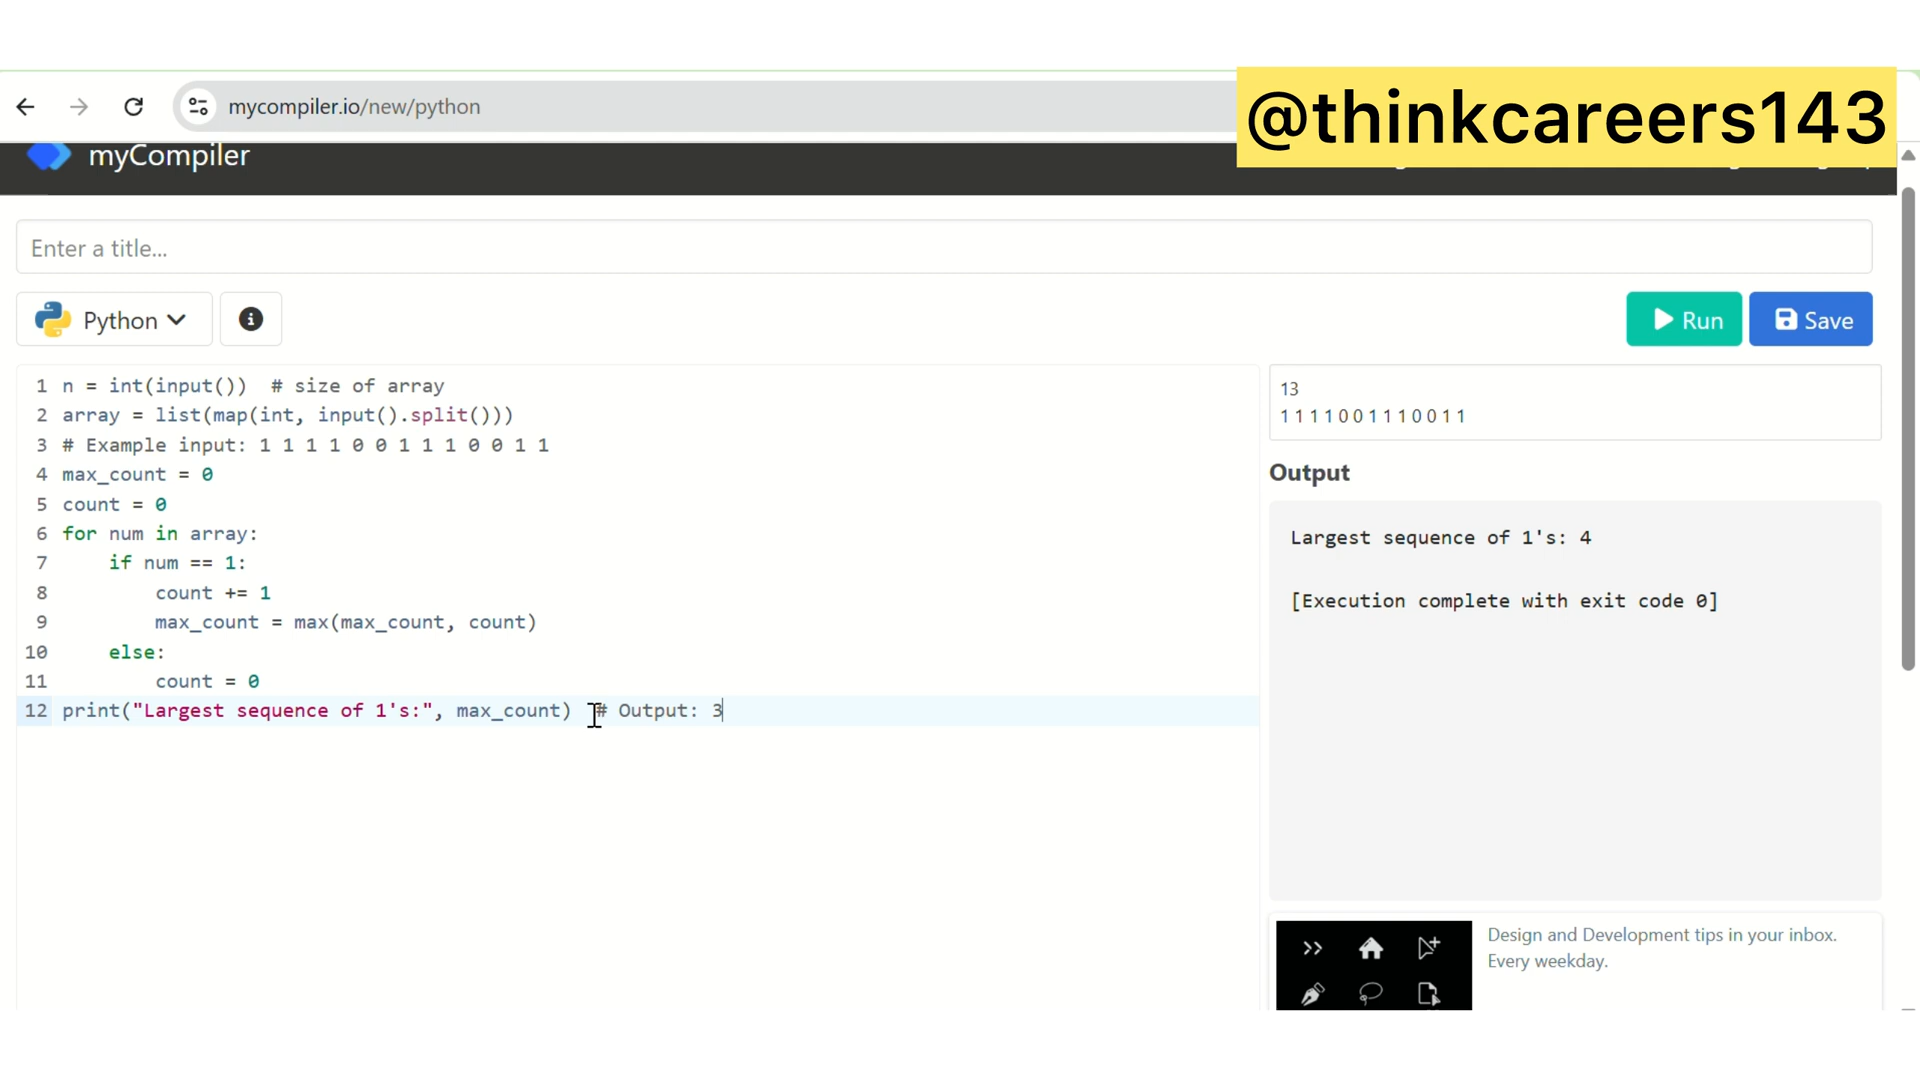 mycompiler.io/new/python
@thinkcareers143
myCompiler
Enter a title...
Python
Run
Save
1 n = int(input())  # size of array
2 array = list(map(int, input().split()))
3 # Example input: 1 1 1 1 0 0 1 1 1 0 0 1 1
4 max_count = 0
5 count = 0
6 for num in array:
7     if num == 1:
8         count += 1
9         max_count = max(max_count, count)
10     else:
11         count = 0
12 print("Largest sequence of 1's:", max_count)  # Output: 3
13
1 1 1 1 0 0 1 1 1 0 0 1 1
Output
Largest sequence of 1's: 4
[Execution complete with exit code 0]
Design and Development tips in your inbox.
Every weekday.